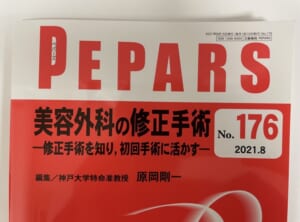 PEPARS
美容外科の修正手術
―修正手術を知り，初回手術に活かす―
No. 176
2021.8
編集／神戸大学特命准教授 原岡剛一